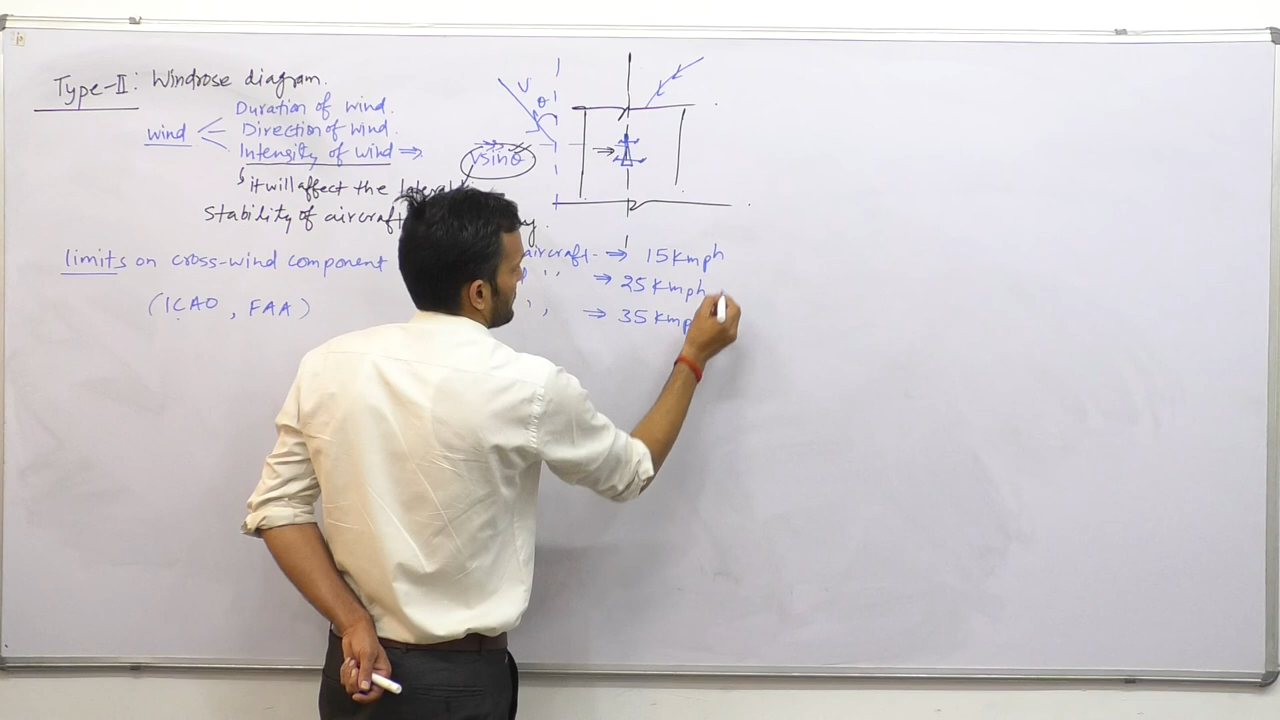 Type-II: Windrose diagram.
Duration of wind.
wind
Direction of wind.
Intensity of wind ⇒
it will affect the lateral
Stability of aircraft
limits on cross-wind component
aircraft ⇒ 15 Kmph
(ICAO, FAA)
" ⇒ 25 Kmph
" ⇒ 35 Kmp
V
θ
Vsinθ